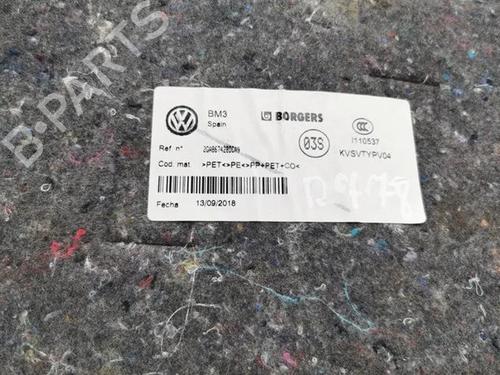 BM3
Spain
BORGERS
03S
I110537
KVSVTYPV04
Ref n°
Cod. mat. >PET<>PE<>PP+PET+CO<
Fecha 13/09/2018
B-PARTS